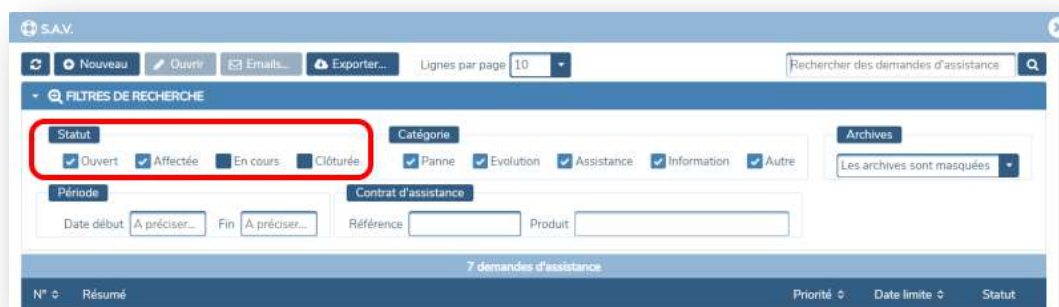 S.A.V.
Nouveau Ouvrir Emails... Exporter... Lignes par page 10 Rechercher des demandes d'assistance
FILTRES DE RECHERCHE
Statut Catégorie Archives
Ouvert Affectée En cours Clôturée Panne Evolution Assistance Information Autre Les archives sont masquées
Période Contrat d'assistance
Date début A préciser... Fin A préciser... Référence Produit
7 demandes d'assistance
N° Résumé Priorité Date limite Statut